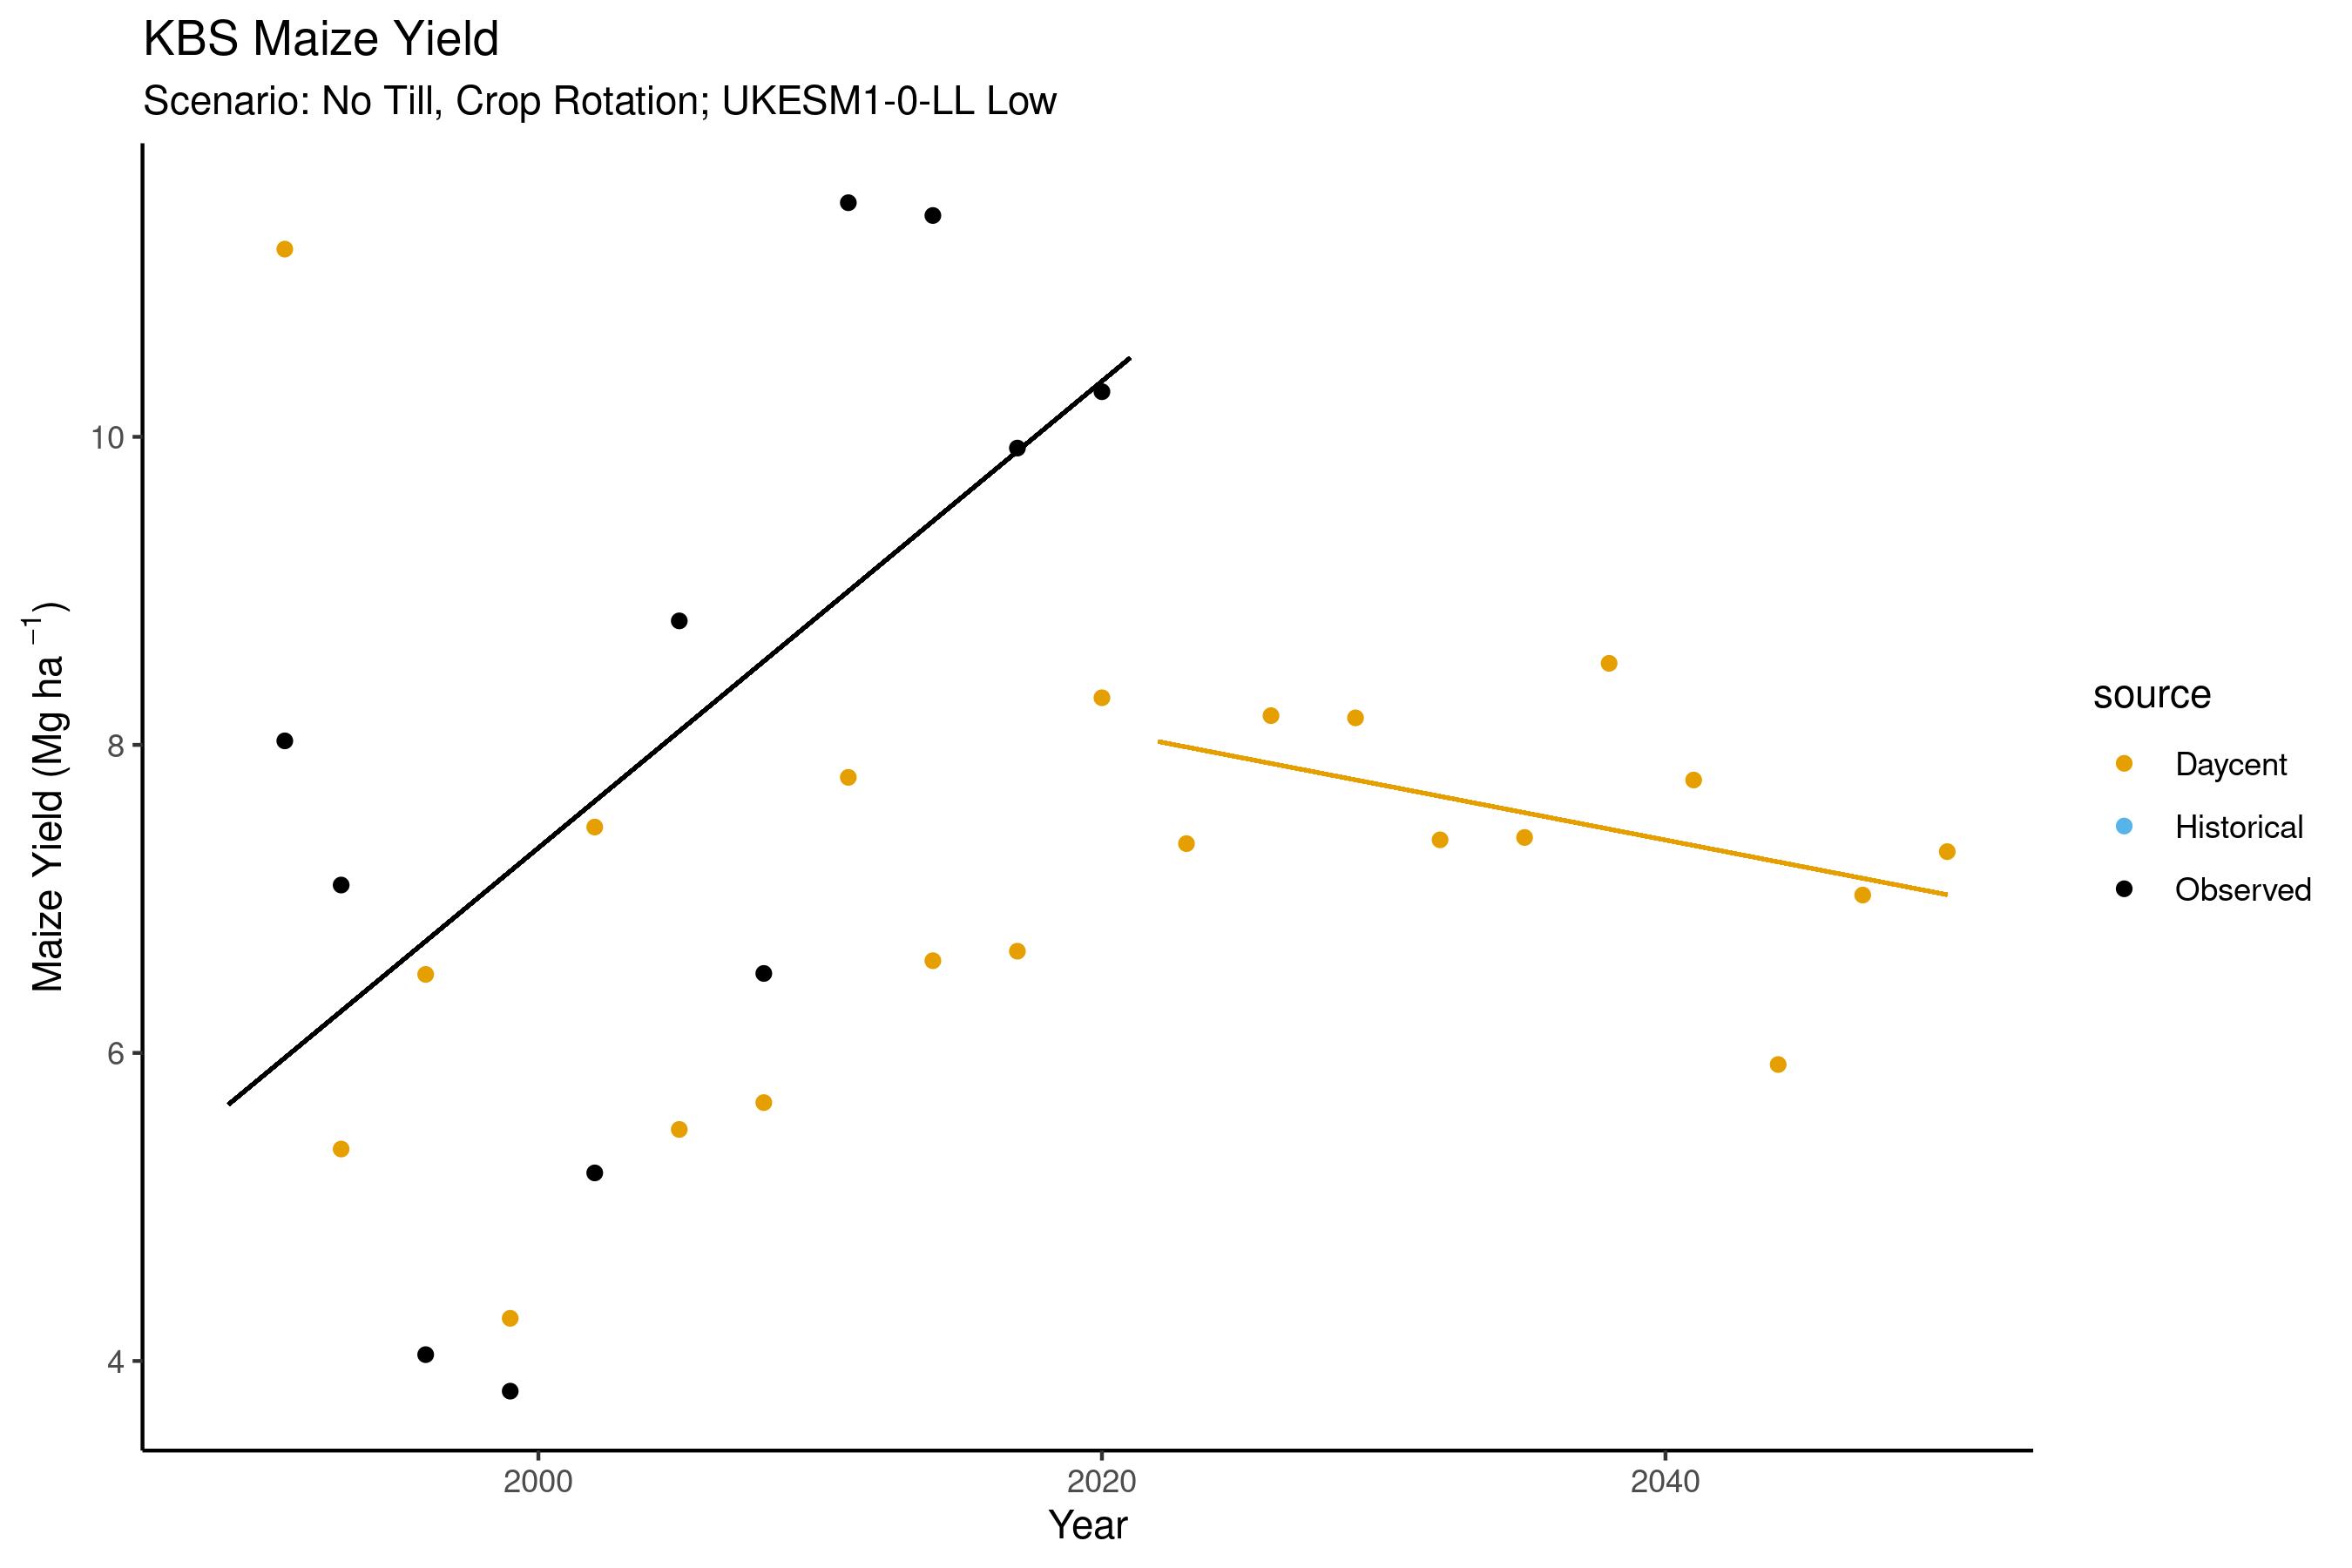 KBS Maize Yield
Scenario: No Till, Crop Rotation; UKESM1-0-LL Low
Maize Yield (Mg ha −1)
10
8
6
4
2000
2020
2040
Year
source
Daycent
Historical
Observed